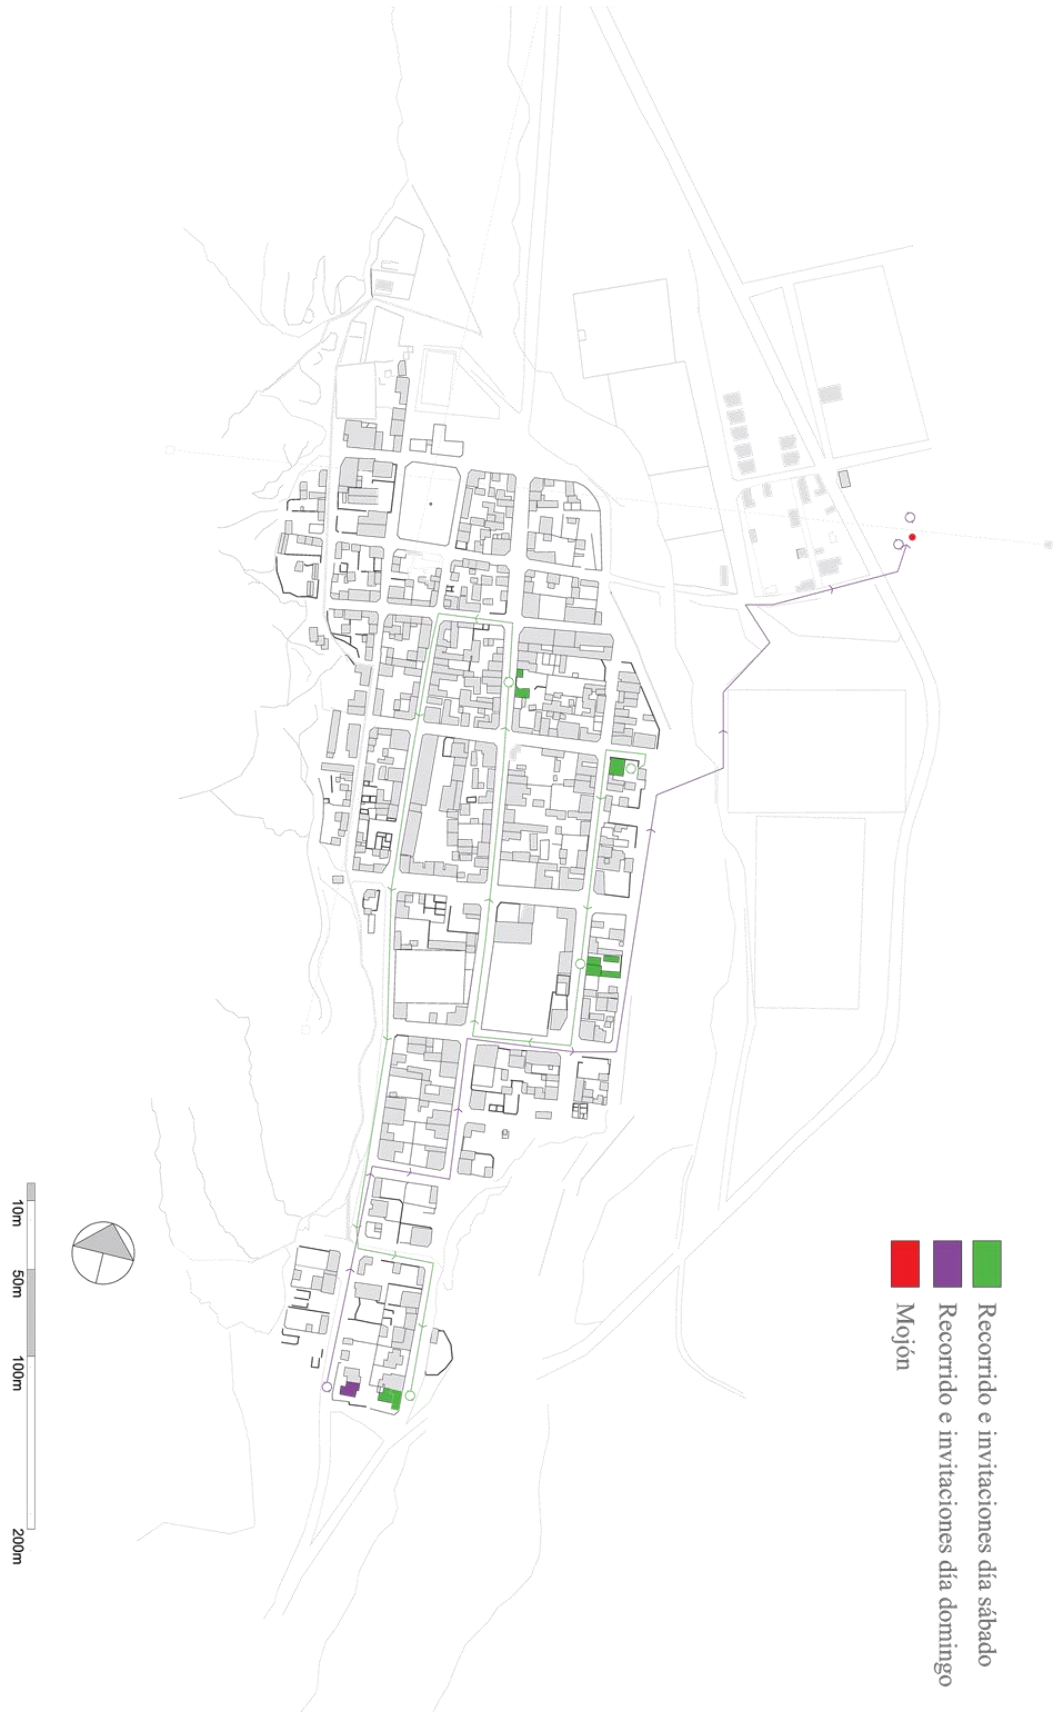 Recorrido e invitaciones día sábado
Recorrido e invitaciones día domingo
Mojón
10m
50m
100m
200m